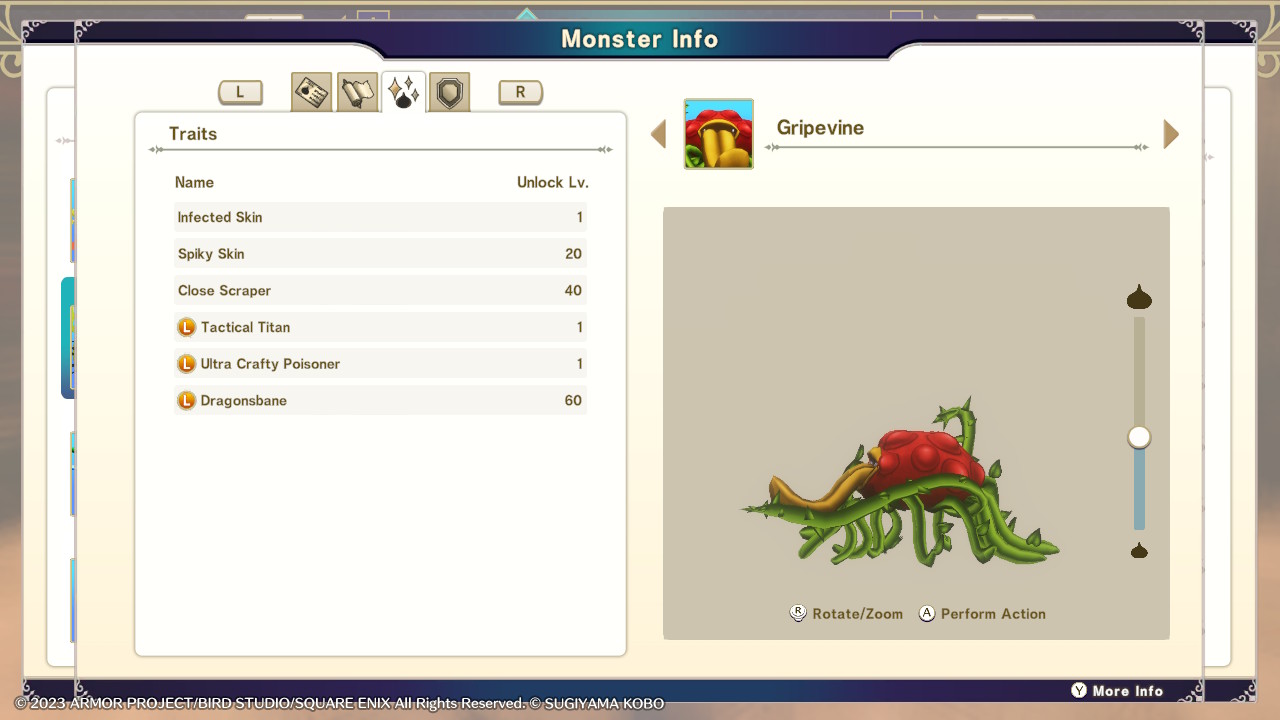 Monster Info
L
R
Traits
Name Unlock Lv.
Infected Skin 1
Spiky Skin 20
Close Scraper 40
L Tactical Titan 1
L Ultra Crafty Poisoner 1
L Dragonsbane 60
Gripevine
R Rotate/Zoom A Perform Action
Y More Info
© 2023 ARMOR PROJECT/BIRD STUDIO/SQUARE ENIX All Rights Reserved. © SUGIYAMA KOBO